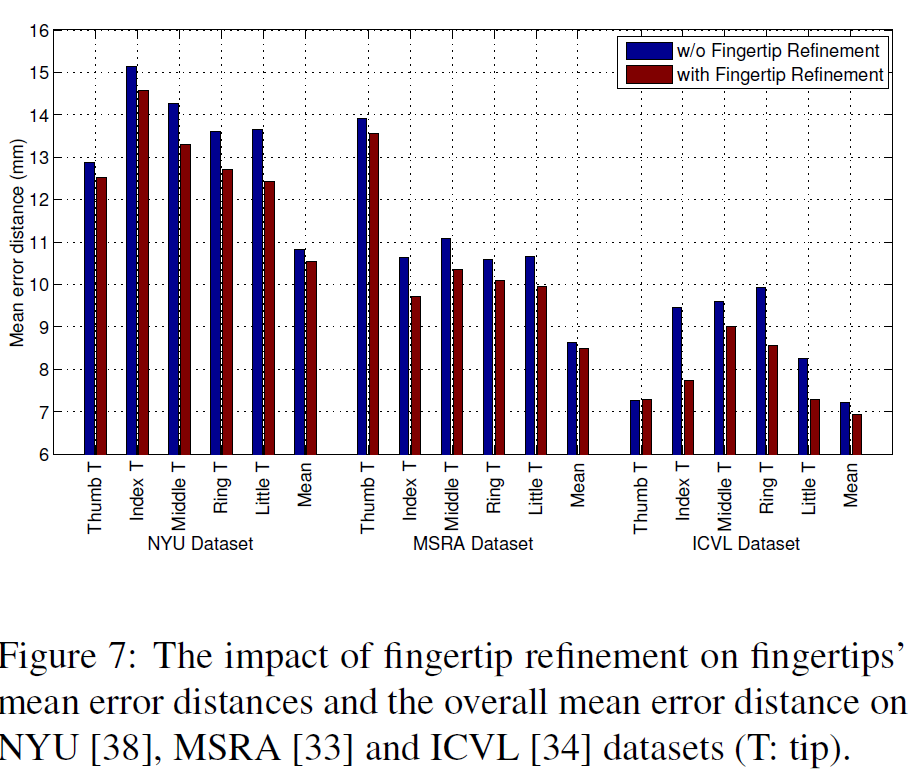 16
15
14
13
12
11
10
9
8
7
6
Mean error distance (mm)
w/o Fingertip Refinement
with Fingertip Refinement
Thumb T
Index T
Middle T
Ring T
Little T
Mean
Thumb T
Index T
Middle T
Ring T
Little T
Mean
Thumb T
Index T
Middle T
Ring T
Little T
Mean
NYU Dataset
MSRA Dataset
ICVL Dataset
Figure 7: The impact of fingertip refinement on fingertips’
mean error distances and the overall mean error distance on
NYU [38], MSRA [33] and ICVL [34] datasets (T: tip).